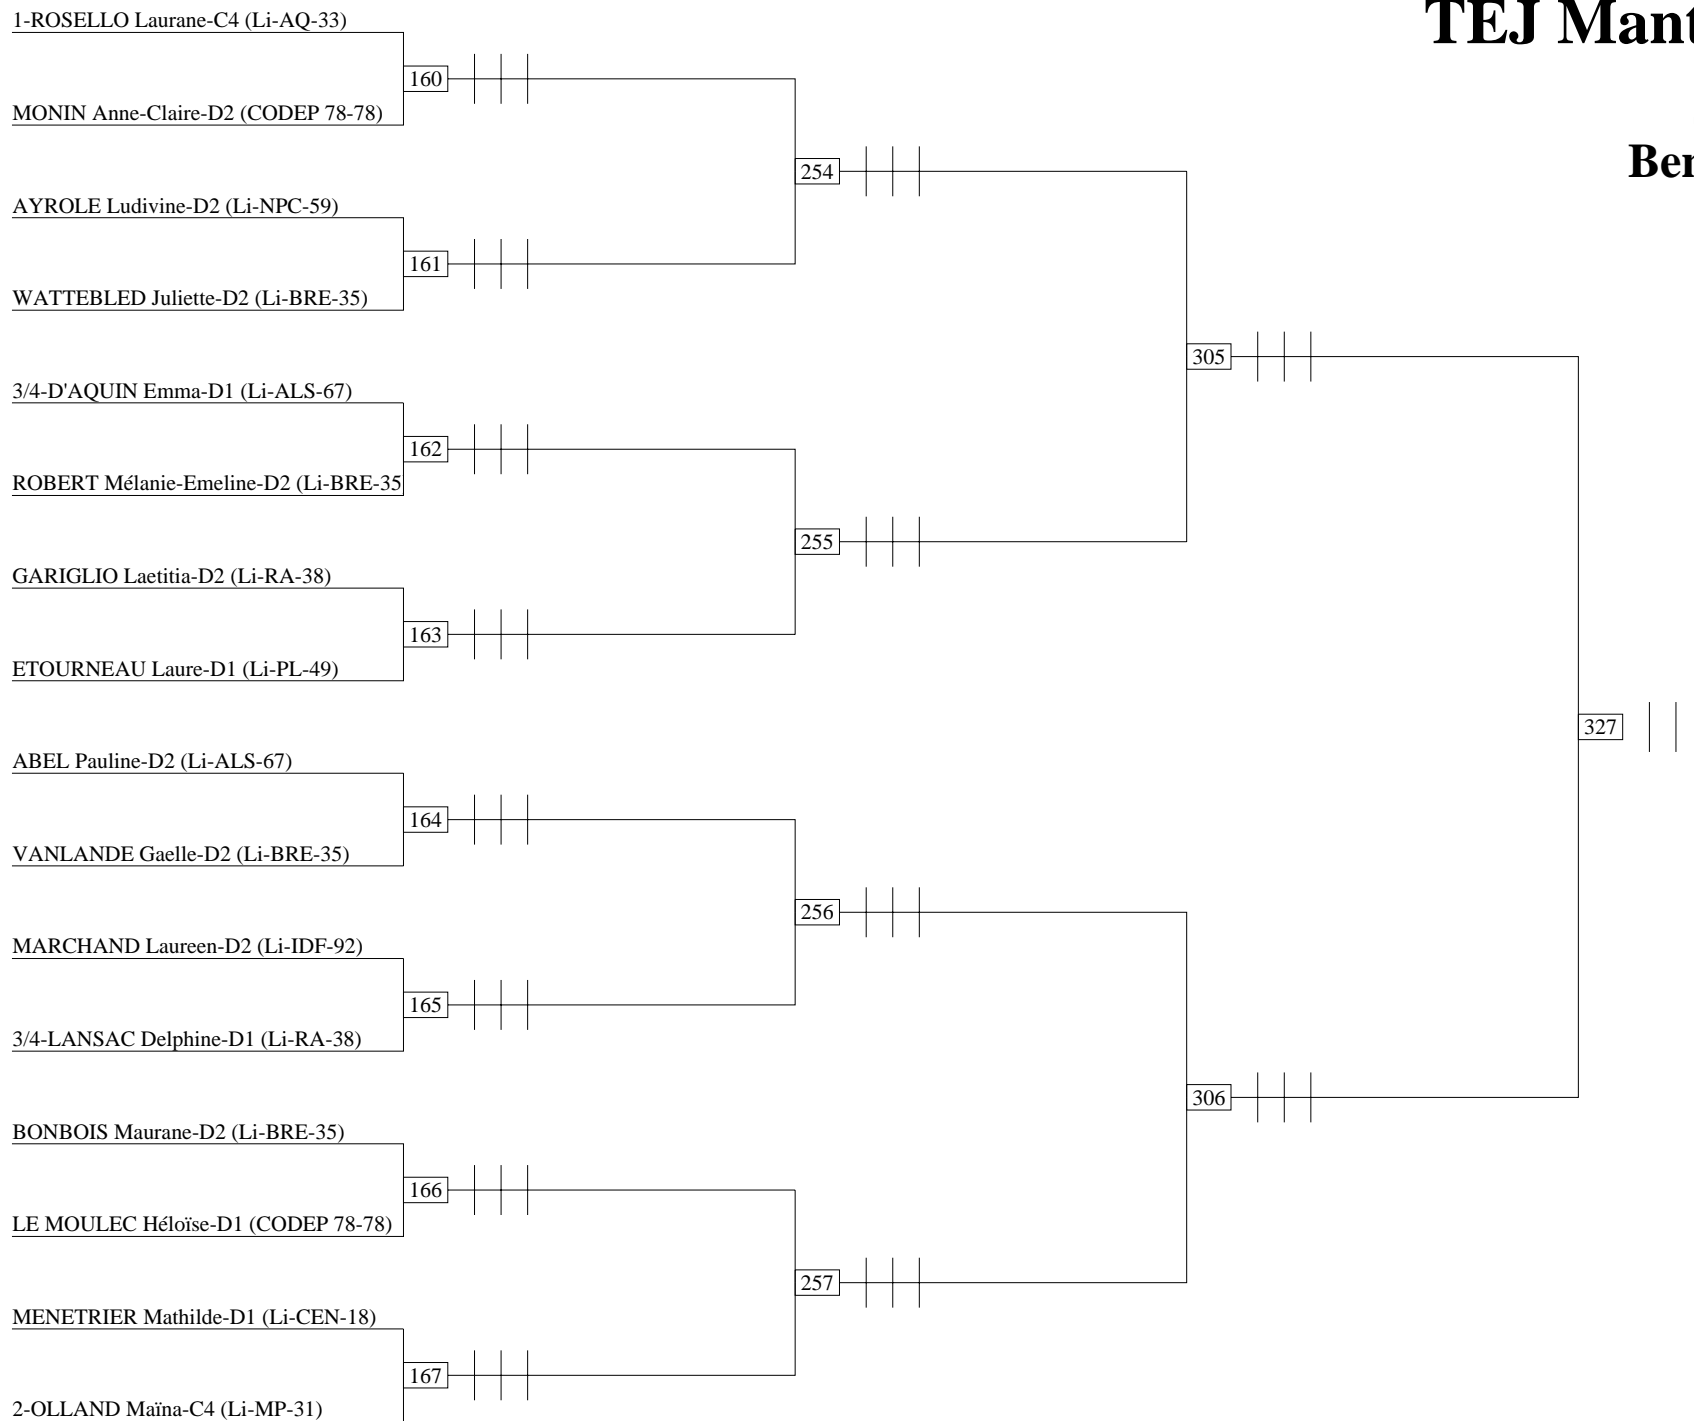 1-ROSELLO Laurane-C4 (Li-AQ-33)
TEJ Mant
160
MONIN Anne-Claire-D2 (CODEP 78-78)
254
Ber
AYROLE Ludivine-D2 (Li-NPC-59)
161
WATTEBLED Juliette-D2 (Li-BRE-35)
305
3/4-D'AQUIN Emma-D1 (Li-ALS-67)
162
ROBERT Mélanie-Emeline-D2 (Li-BRE-35
255
GARIGLIO Laetitia-D2 (Li-RA-38)
163
ETOURNEAU Laure-D1 (Li-PL-49)
327
ABEL Pauline-D2 (Li-ALS-67)
164
VANLANDE Gaelle-D2 (Li-BRE-35)
256
MARCHAND Laureen-D2 (Li-IDF-92)
165
3/4-LANSAC Delphine-D1 (Li-RA-38)
306
BONBOIS Maurane-D2 (Li-BRE-35)
166
LE MOULEC Héloïse-D1 (CODEP 78-78)
257
MENETRIER Mathilde-D1 (Li-CEN-18)
167
2-OLLAND Maïna-C4 (Li-MP-31)